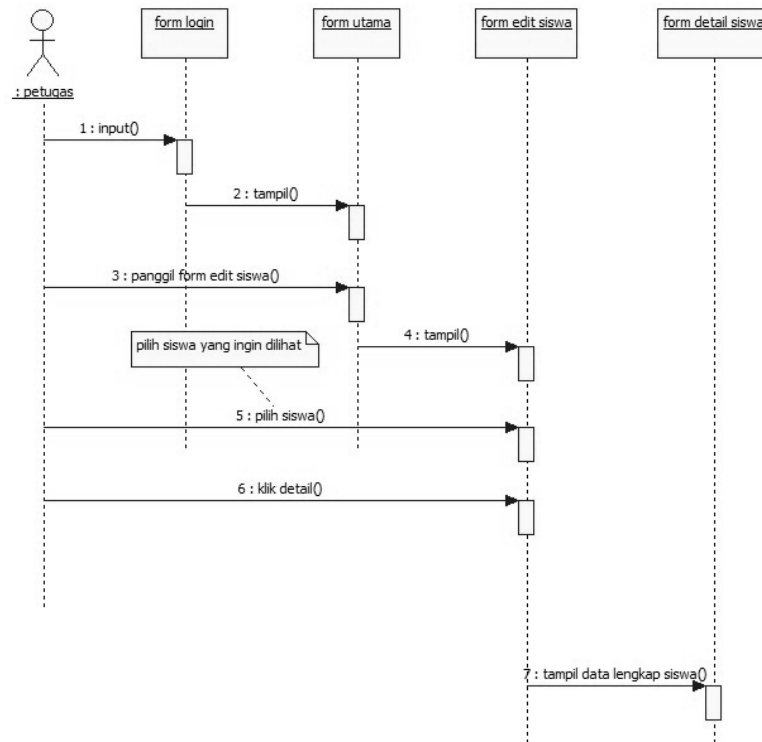 form login
form utama
form edit siswa
form detail siswa
: petugas
1 : input()
2 : tampil()
3 : panggil form edit siswa()
pilih siswa yang ingin dilihat
4 : tampil()
5 : pilih siswa()
6 : klik detail()
7 : tampil data lengkap siswa()